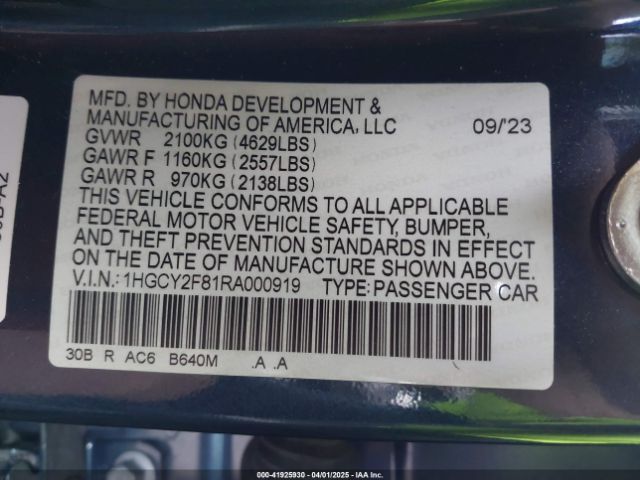 MFD. BY HONDA DEVELOPMENT &
MANUFACTURING OF AMERICA, LLC 09/'23
GVWR 2100KG (4629LBS)
GAWR F 1160KG (2557LBS)
GAWR R 970KG (2138LBS)
THIS VEHICLE CONFORMS TO ALL APPLICABLE
FEDERAL MOTOR VEHICLE SAFETY, BUMPER,
AND THEFT PREVENTION STANDARDS IN EFFECT
ON THE DATE OF MANUFACTURE SHOWN ABOVE.
V.I.N.: 1HGCY2F81RA000919 TYPE: PASSENGER CAR
30B R AC6 B640M .A .A
000-41925930 - 04/01/2025 - IAA Inc.